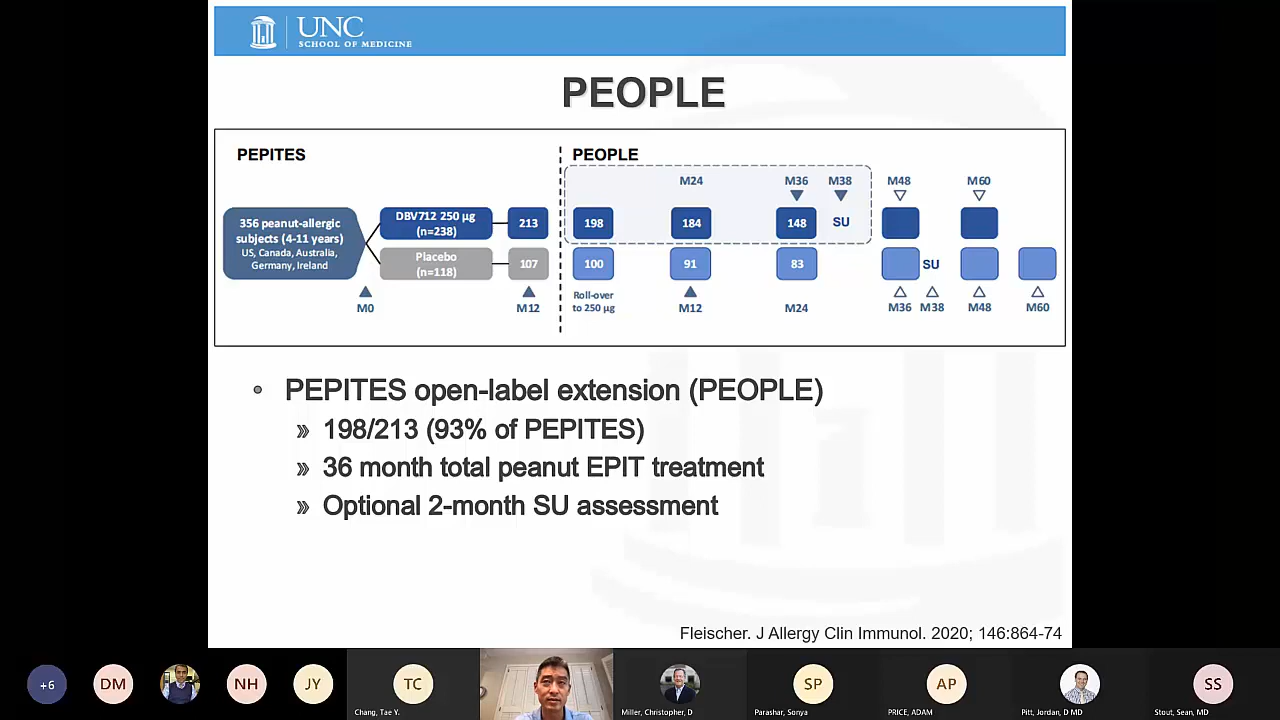 UNC
SCHOOL OF MEDICINE
PEOPLE
PEPITES
PEOPLE
M24
M36
M38
M48
M60
356 peanut-allergic
subjects (4-11 years)
US, Canada, Australia,
Germany, Ireland
DBV712 250 µg
(n=238)
213
198
184
148
SU
Placebo
(n=118)
107
100
91
83
SU
M0
M12
Roll-over
to 250 µg
M12
M24
M36
M38
M48
M60
• PEPITES open-label extension (PEOPLE)
» 198/213 (93% of PEPITES)
» 36 month total peanut EPIT treatment
» Optional 2-month SU assessment
Fleischer. J Allergy Clin Immunol. 2020; 146:864-74
+6
DM
NH
JY
TC
SP
AP
SS
Chang, Tae Y.
Miller, Christopher, D
Parashar, Sonya
PRICE, ADAM
Pitt, Jordan, D MD
Stout, Sean, MD